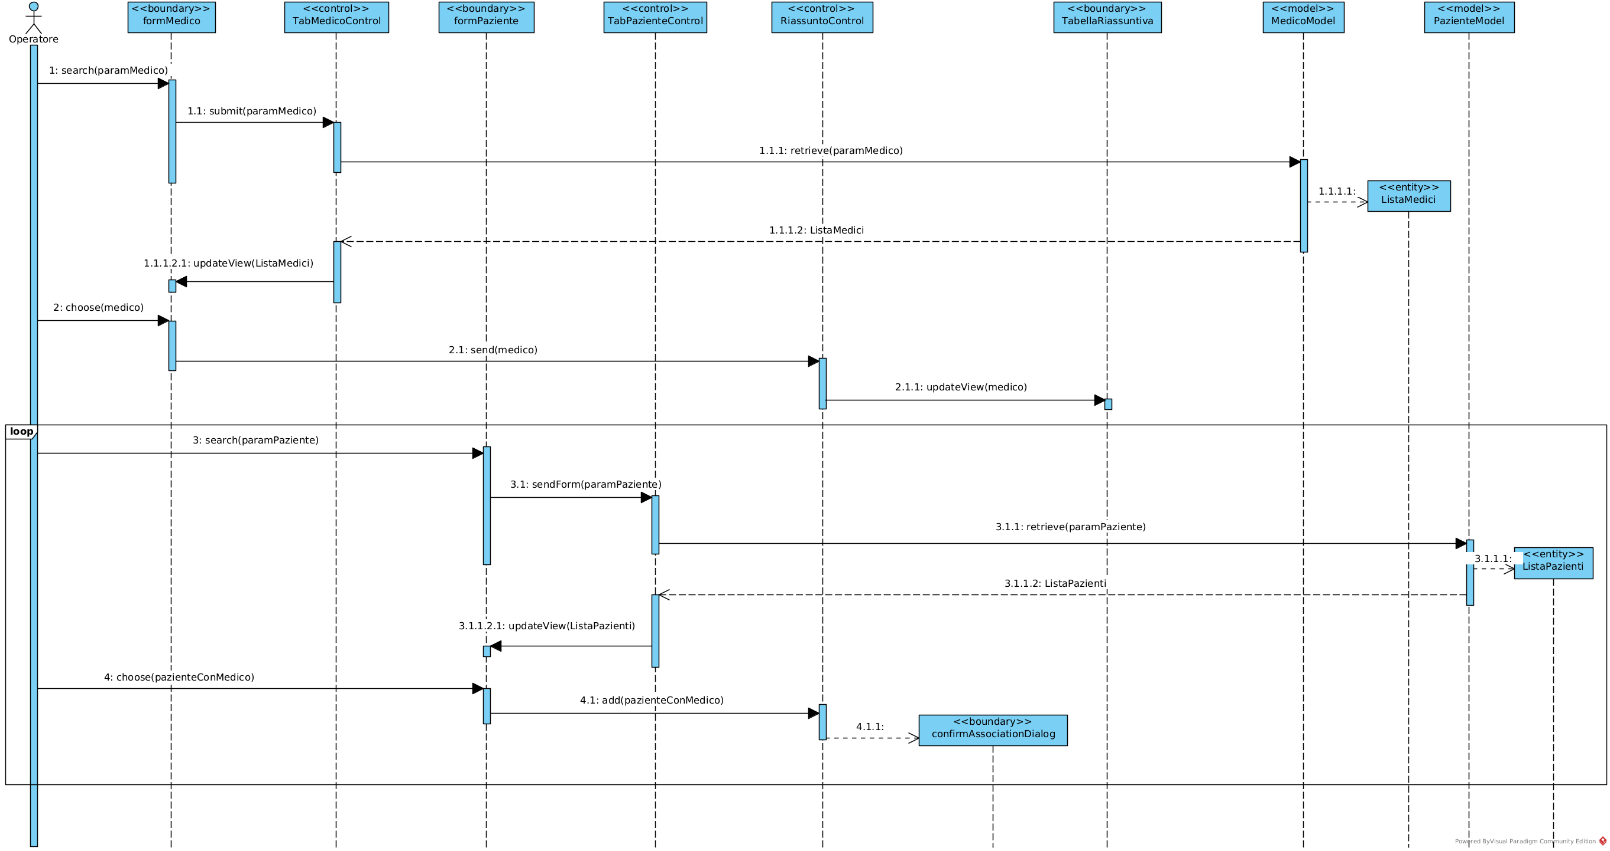 <<boundary>>
formMedico
<<control>>
TabMedicoControl
<<boundary>>
formPaziente
<<control>>
TabPazienteControl
<<control>>
RiassuntoControl
<<boundary>>
TabellaRiassuntiva
<<model>>
MedicoModel
<<model>>
PazienteModel
Operatore
1: search(paramMedico)
1.1: submit(paramMedico)
1.1.1: retrieve(paramMedico)
1.1.1.1:
<<entity>>
ListaMedici
1.1.1.2: ListaMedici
1.1.1.2.1: updateView(ListaMedici)
2: choose(medico)
2.1: send(medico)
2.1.1: updateView(medico)
loop
3: search(paramPaziente)
3.1: sendForm(paramPaziente)
3.1.1: retrieve(paramPaziente)
3.1.1.1:
<<entity>>
ListaPazienti
3.1.1.2: ListaPazienti
3.1.1.2.1: updateView(ListaPazienti)
4: choose(pazienteConMedico)
4.1: add(pazienteConMedico)
4.1.1:
<<boundary>>
confirmAssociationDialog
Powered ByVisual Paradigm Community Edition